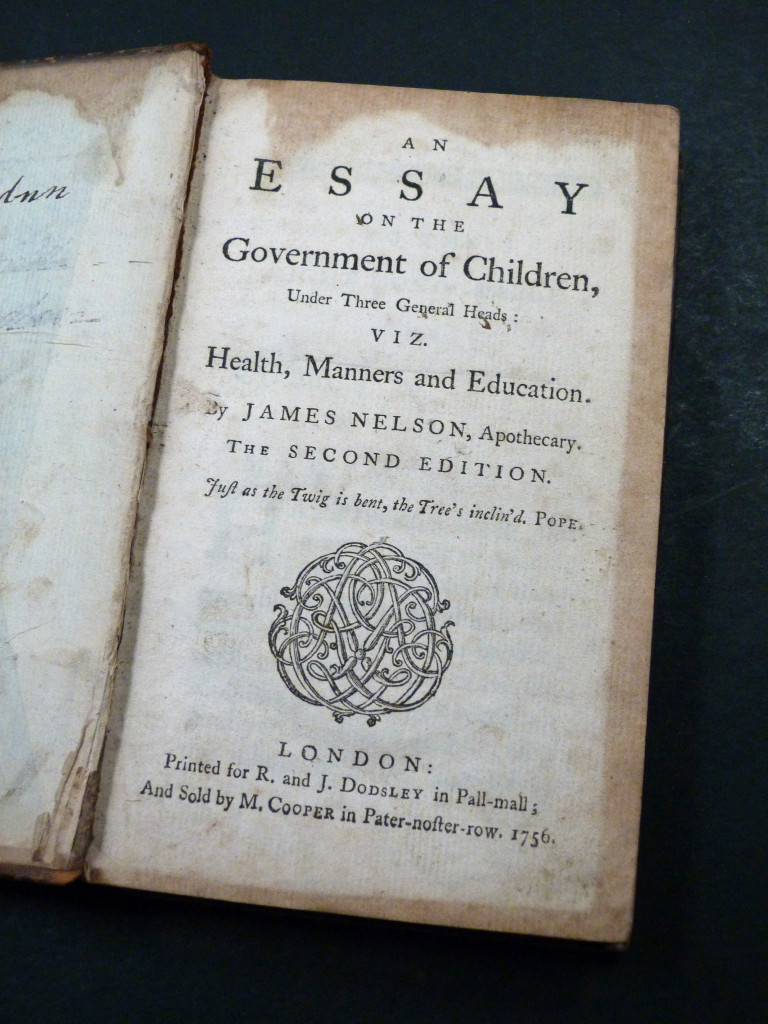 AN
ESSAY
ON THE
Government of Children,
Under Three General Heads:
VIZ.
Health, Manners and Education.
By JAMES NELSON, Apothecary.
THE SECOND EDITION.
Juſt as the Twig is bent, the Tree's inclin'd. POPE.
LONDON:
Printed for R. and J. DODSLEY in Pall-mall;
And Sold by M. COOPER in Pater-noſter-row. 1756.